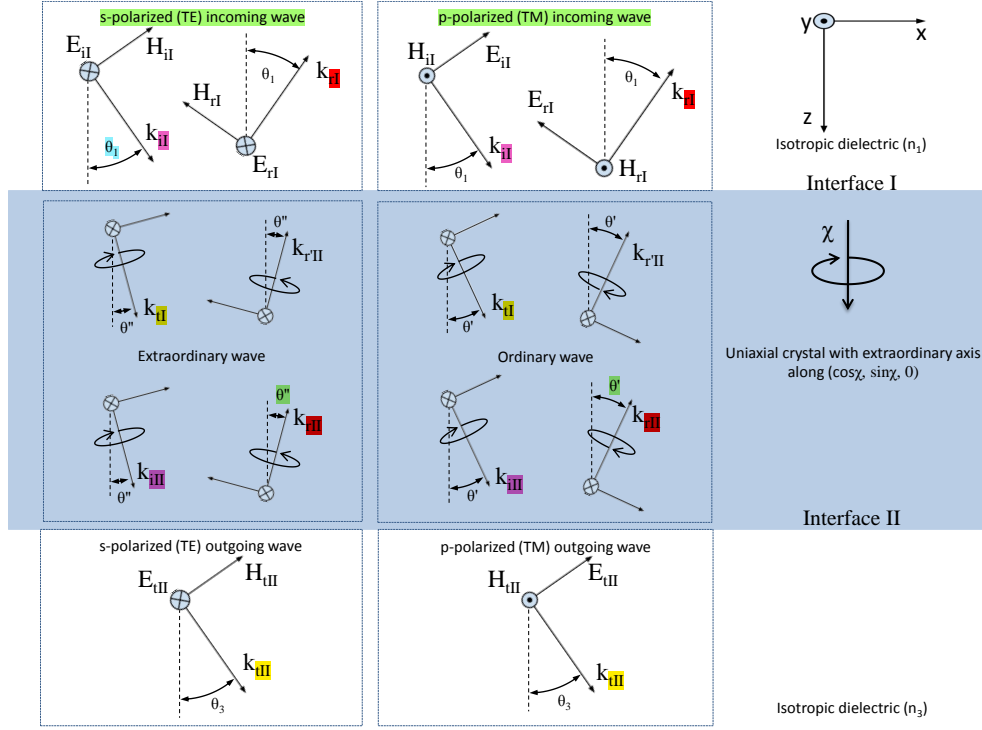 s-polarized (TE) incoming wave
E_iI
H_iI
k_iI
θ_1
θ_1
k_rI
H_rI
E_rI
p-polarized (TM) incoming wave
H_iI
E_iI
k_iI
θ_1
θ_1
k_rI
E_rI
H_rI
y
x
z
Isotropic dielectric (n_1)
Interface I
k_tI
θ"
θ"
k_r'II
Extraordinary wave
k_tI
θ'
θ'
k_r'II
Ordinary wave
χ
Uniaxial crystal with extraordinary axis
along (cosχ, sinχ, 0)
k_iII
θ"
θ"
k_rII
k_iII
θ'
θ'
k_rII
Interface II
s-polarized (TE) outgoing wave
E_tII
H_tII
k_tII
θ_3
p-polarized (TM) outgoing wave
H_tII
E_tII
k_tII
θ_3
Isotropic dielectric (n_3)